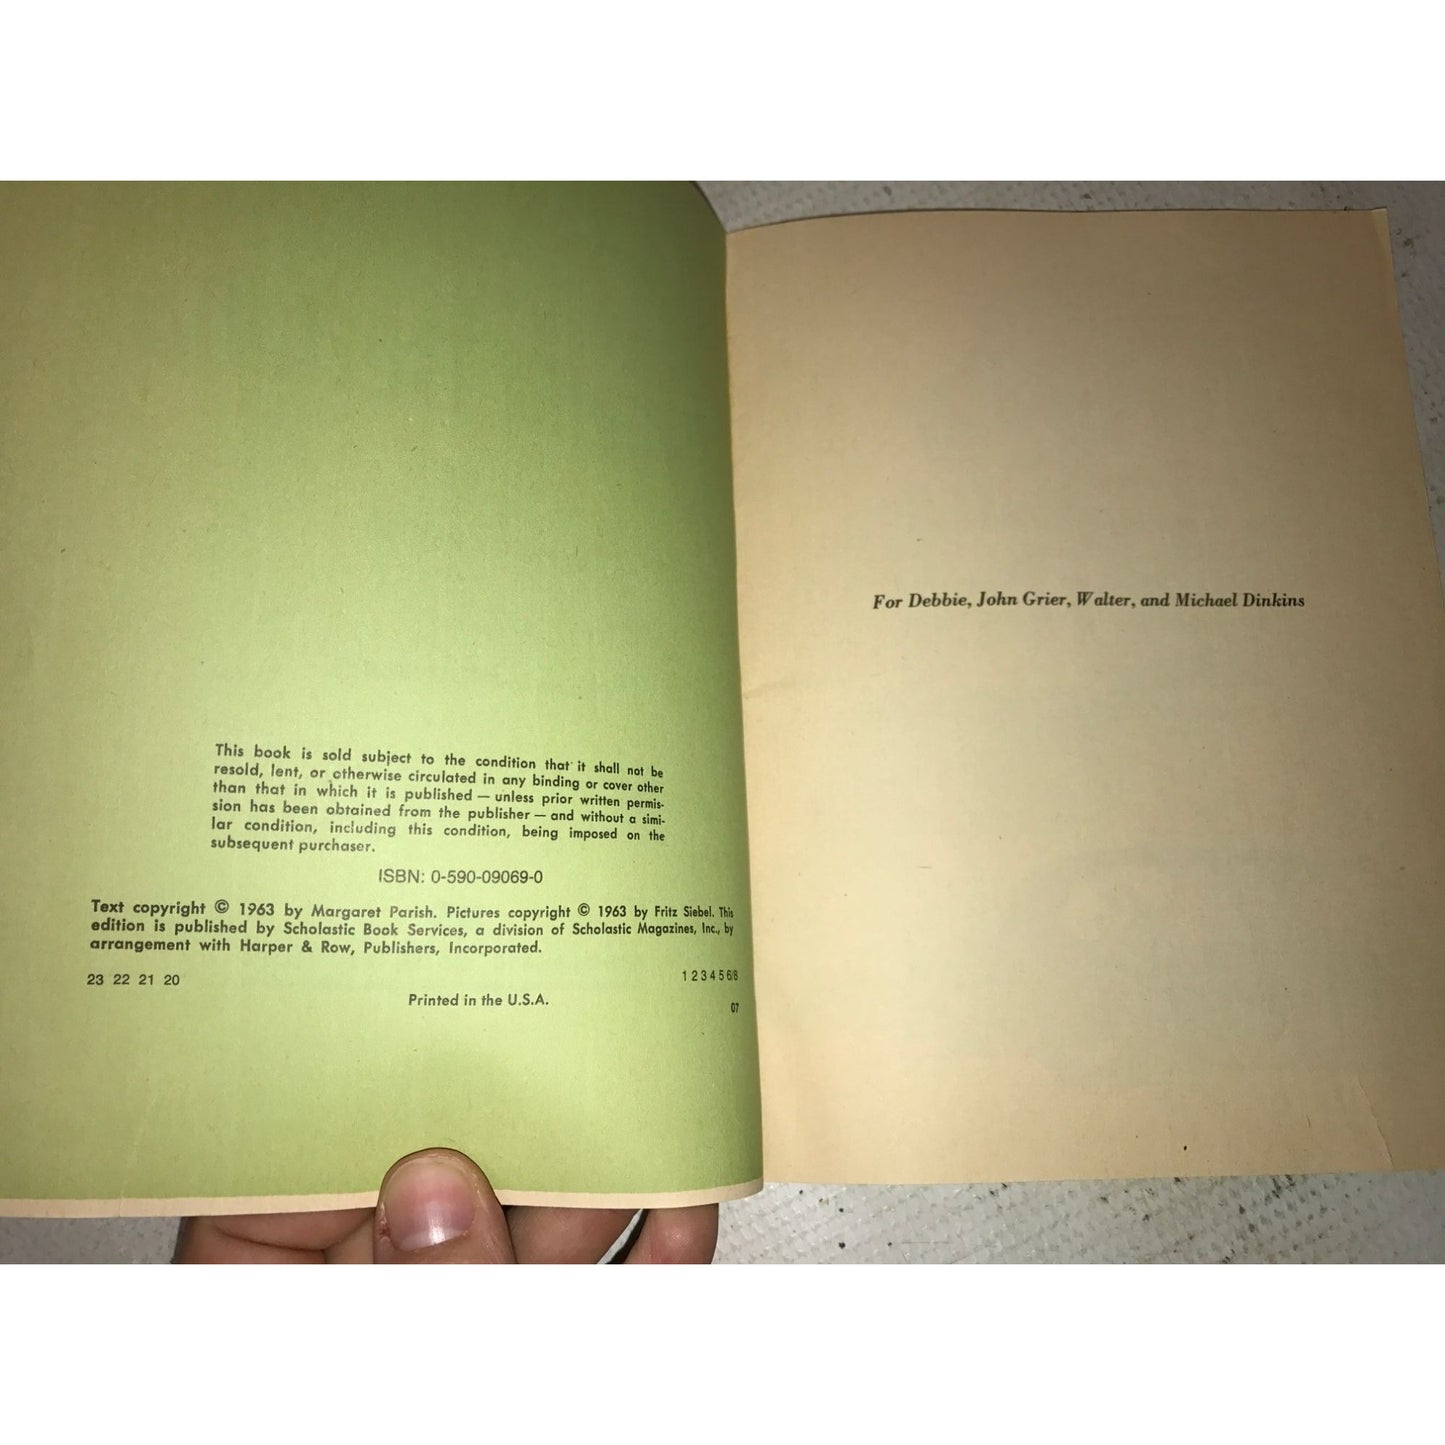 This book is sold subject to the condition that it shall not be
resold, lent, or otherwise circulated in any binding or cover other
than that in which it is published — unless prior written permis-
sion has been obtained from the publisher — and without a simi-
lar condition, including this condition, being imposed on the
subsequent purchaser.
ISBN: 0-590-09069-0
Text copyright © 1963 by Margaret Parish. Pictures copyright © 1963 by Fritz Siebel. This
edition is published by Scholastic Book Services, a division of Scholastic Magazines, Inc., by
arrangement with Harper & Row, Publishers, Incorporated.
23 22 21 20 1 2 3 4 5 6/8
Printed in the U.S.A.
07
For Debbie, John Grier, Walter, and Michael Dinkins